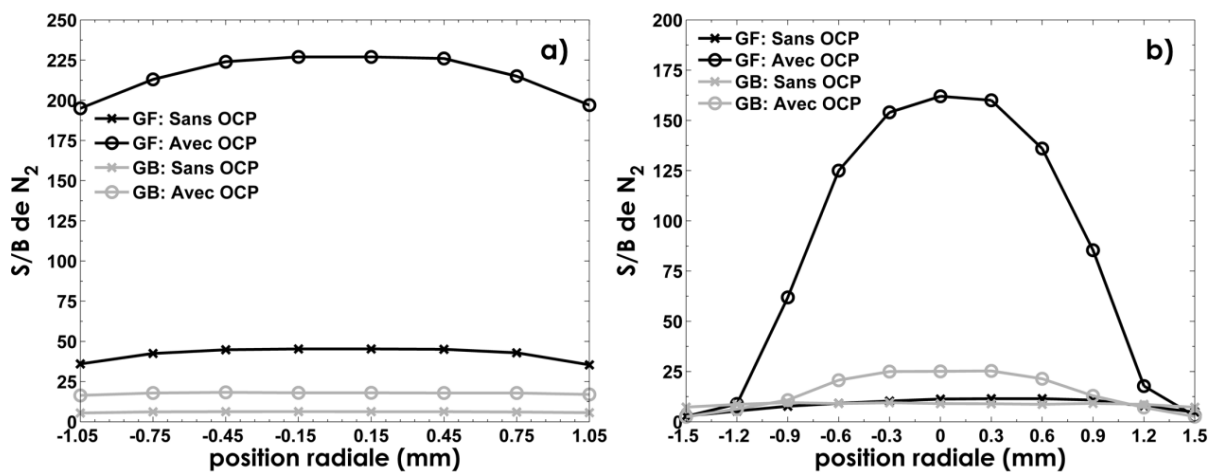 250
225
200
175
150
125
100
75
50
25
0
S/B de N2
a)
GF: Sans OCP
GF: Avec OCP
GB: Sans OCP
GB: Avec OCP
-1.05 -0.75 -0.45 -0.15 0.15 0.45 0.75 1.05
position radiale (mm)
200
175
150
125
100
75
50
25
0
S/B de N2
GF: Sans OCP
GF: Avec OCP
GB: Sans OCP
GB: Avec OCP
b)
-1.5 -1.2 -0.9 -0.6 -0.3 0 0.3 0.6 0.9 1.2 1.5
position radiale (mm)